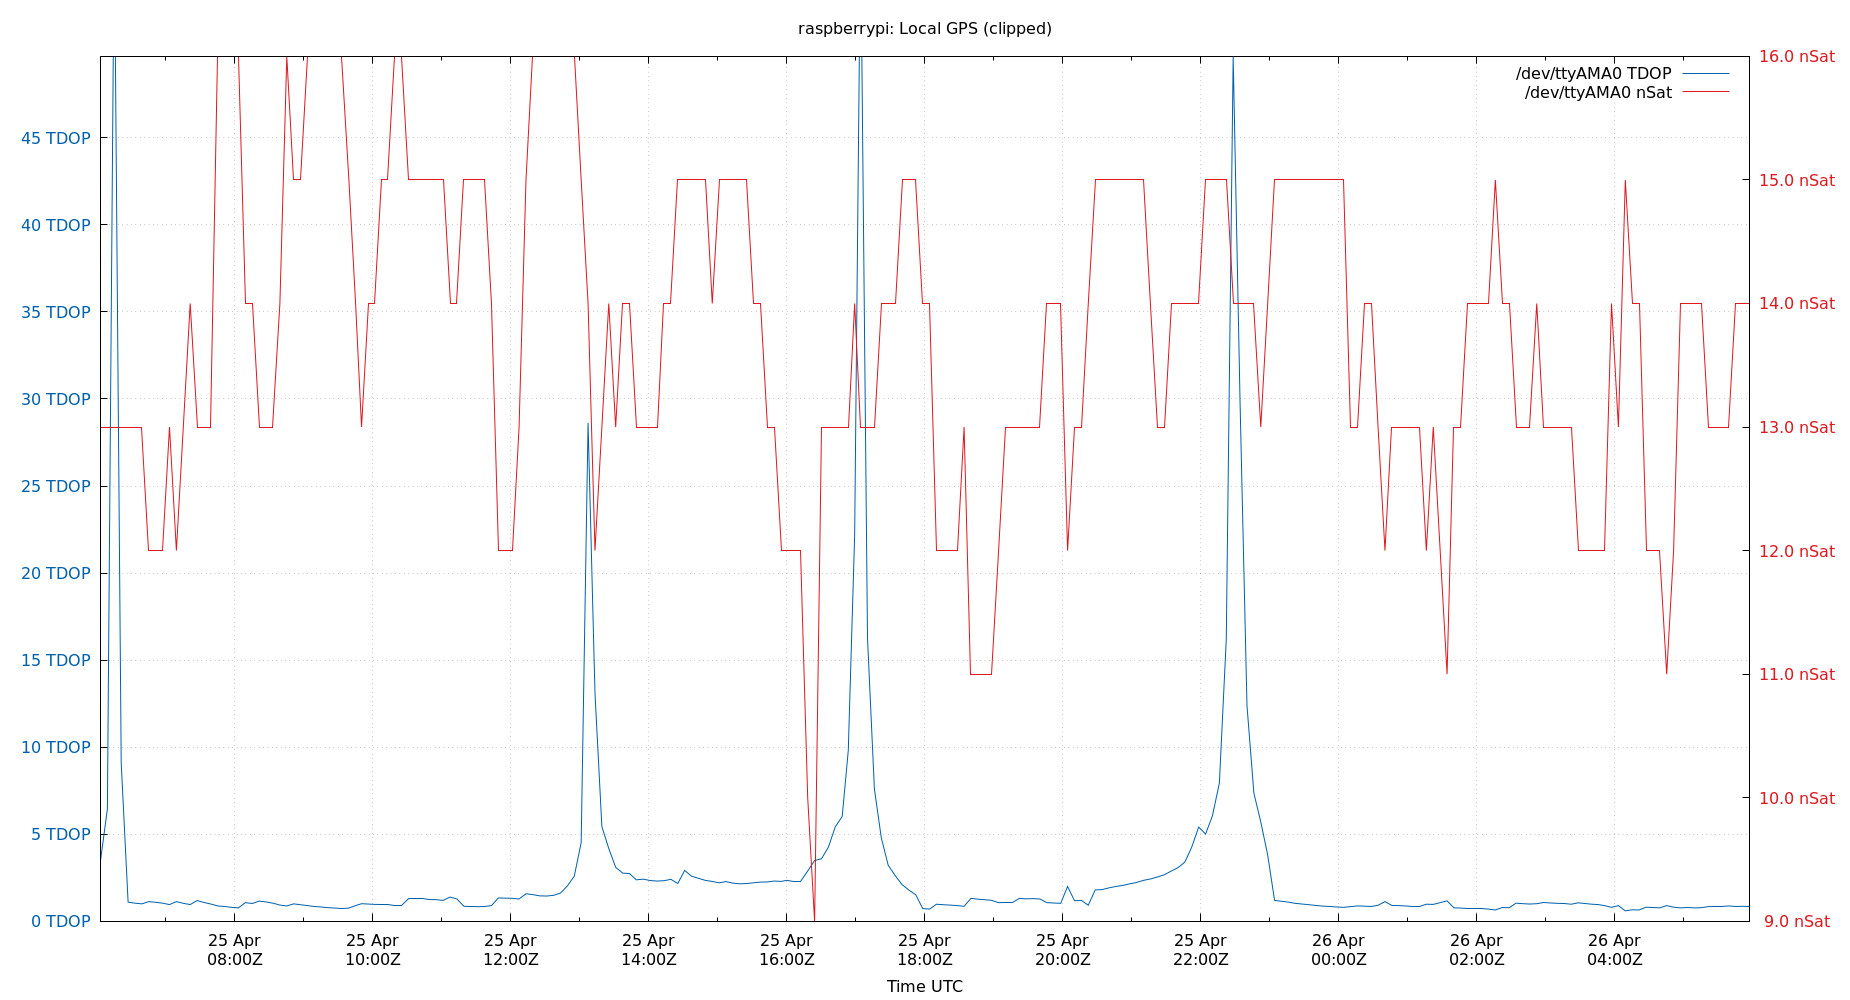 raspberrypi: Local GPS (clipped)
/dev/ttyAMA0 TDOP
/dev/ttyAMA0 nSat
45 TDOP
40 TDOP
35 TDOP
30 TDOP
25 TDOP
20 TDOP
15 TDOP
10 TDOP
5 TDOP
0 TDOP
16.0 nSat
15.0 nSat
14.0 nSat
13.0 nSat
12.0 nSat
11.0 nSat
10.0 nSat
9.0 nSat
25 Apr
08:00Z
25 Apr
10:00Z
25 Apr
12:00Z
25 Apr
14:00Z
25 Apr
16:00Z
25 Apr
18:00Z
25 Apr
20:00Z
25 Apr
22:00Z
26 Apr
00:00Z
26 Apr
02:00Z
26 Apr
04:00Z
Time UTC